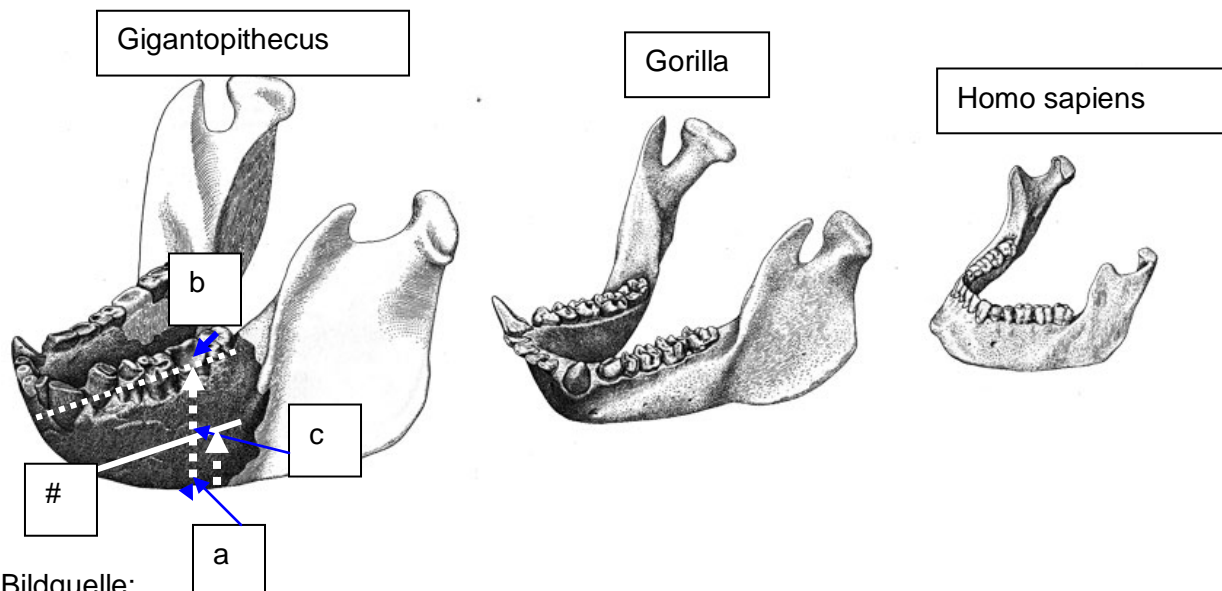 Gigantopithecus
Gorilla
Homo sapiens
b
c
#
a
Bildquelle: